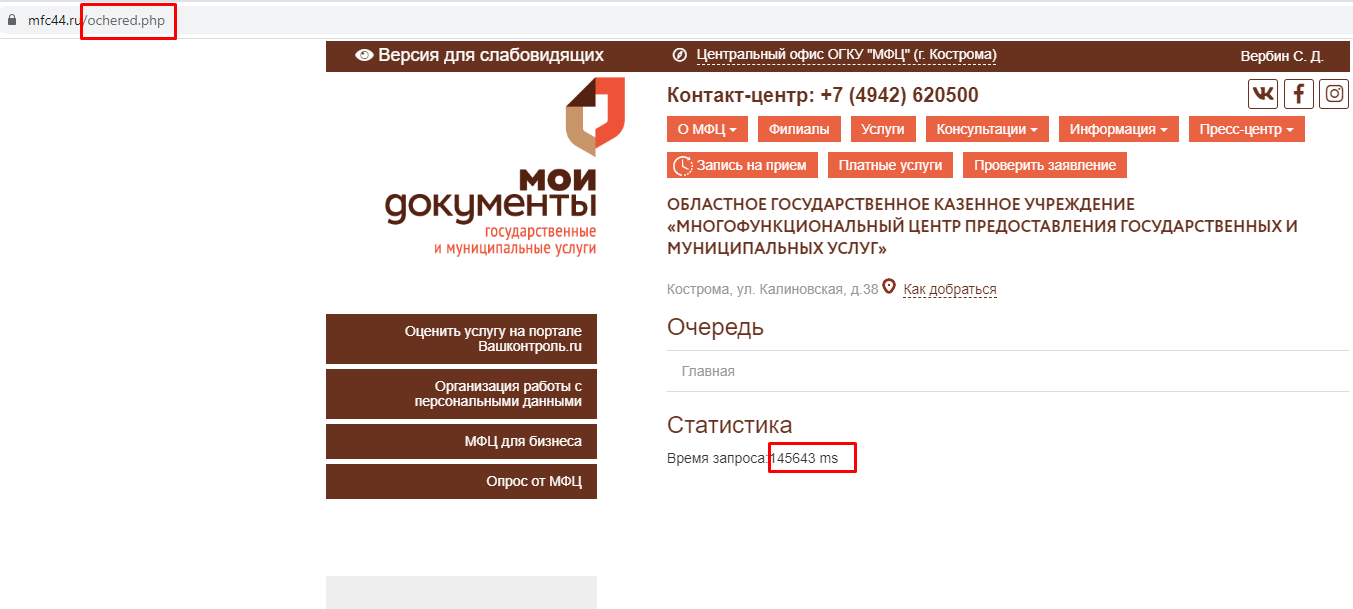 mfc44.ru/ochered.php
Версия для слабовидящих
Центральный офис ОГКУ "МФЦ" (г. Кострома)
Вербин С. Д.
мои
документы
государственные
и муниципальные услуги
Контакт-центр: +7 (4942) 620500
О МФЦ
Филиалы
Услуги
Консультации
Информация
Пресс-центр
Запись на прием
Платные услуги
Проверить заявление
ОБЛАСТНОЕ ГОСУДАРСТВЕННОЕ КАЗЕННОЕ УЧРЕЖДЕНИЕ
«МНОГОФУНКЦИОНАЛЬНЫЙ ЦЕНТР ПРЕДОСТАВЛЕНИЯ ГОСУДАРСТВЕННЫХ И
МУНИЦИПАЛЬНЫХ УСЛУГ»
Кострома, ул. Калиновская, д.38 Как добраться
Оценить услугу на портале
Вашконтроль.ru
Организация работы с
персональными данными
МФЦ для бизнеса
Опрос от МФЦ
Очередь
Главная
Статистика
Время запроса:145643 ms